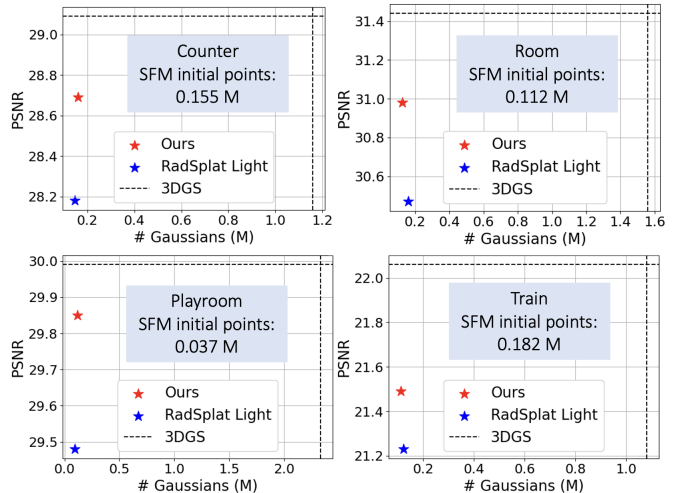 29.0
28.8
28.6
28.4
28.2
PSNR
Counter
SFM initial points:
0.155 M
Ours
RadSplat Light
3DGS
0.2 0.4 0.6 0.8 1.0 1.2
# Gaussians (M)
31.4
31.2
31.0
30.8
30.6
PSNR
Room
SFM initial points:
0.112 M
Ours
RadSplat Light
3DGS
0.2 0.4 0.6 0.8 1.0 1.2 1.4 1.6
# Gaussians (M)
30.0
29.9
29.8
29.7
29.6
29.5
PSNR
Playroom
SFM initial points:
0.037 M
Ours
RadSplat Light
3DGS
0.0 0.5 1.0 1.5 2.0
# Gaussians (M)
22.0
21.8
21.6
21.4
21.2
PSNR
Train
SFM initial points:
0.182 M
Ours
RadSplat Light
3DGS
0.2 0.4 0.6 0.8 1.0
# Gaussians (M)